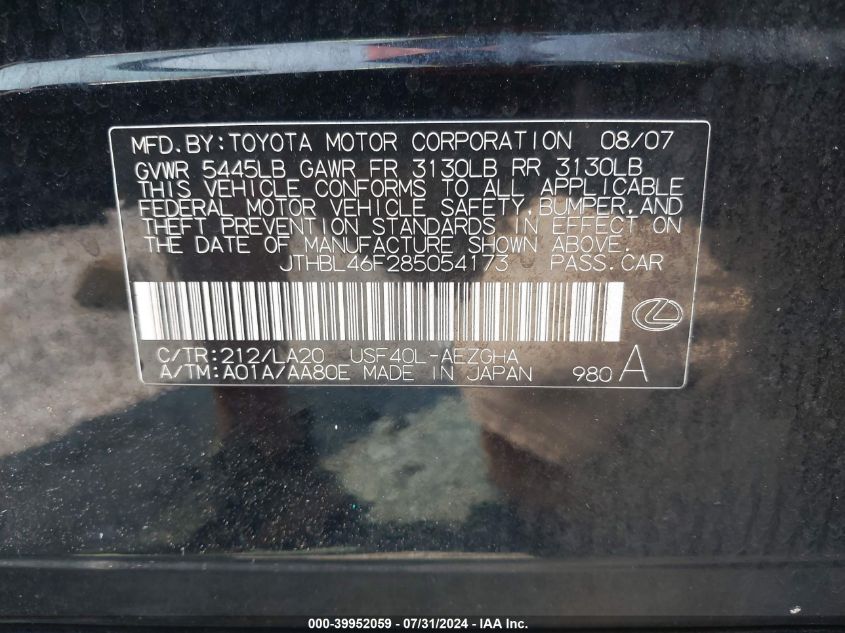 MFD.BY:TOYOTA MOTOR CORPORATION 08/07
GVWR 5445LB GAWR FR 3130LB RR 3130LB
THIS VEHICLE CONFORMS TO ALL APPLICABLE
FEDERAL MOTOR VEHICLE SAFETY,BUMPER,AND
THEFT PREVENTION STANDARDS IN EFFECT ON
THE DATE OF MANUFACTURE SHOWN ABOVE.
JTHBL46F285054173 PASS.CAR
C/TR:212/LA20 USF40L-AEZGHA
A/TM:A01A/AA80E MADE IN JAPAN 980 A
000-39952059 | 07/31/2024 - IAA Inc.